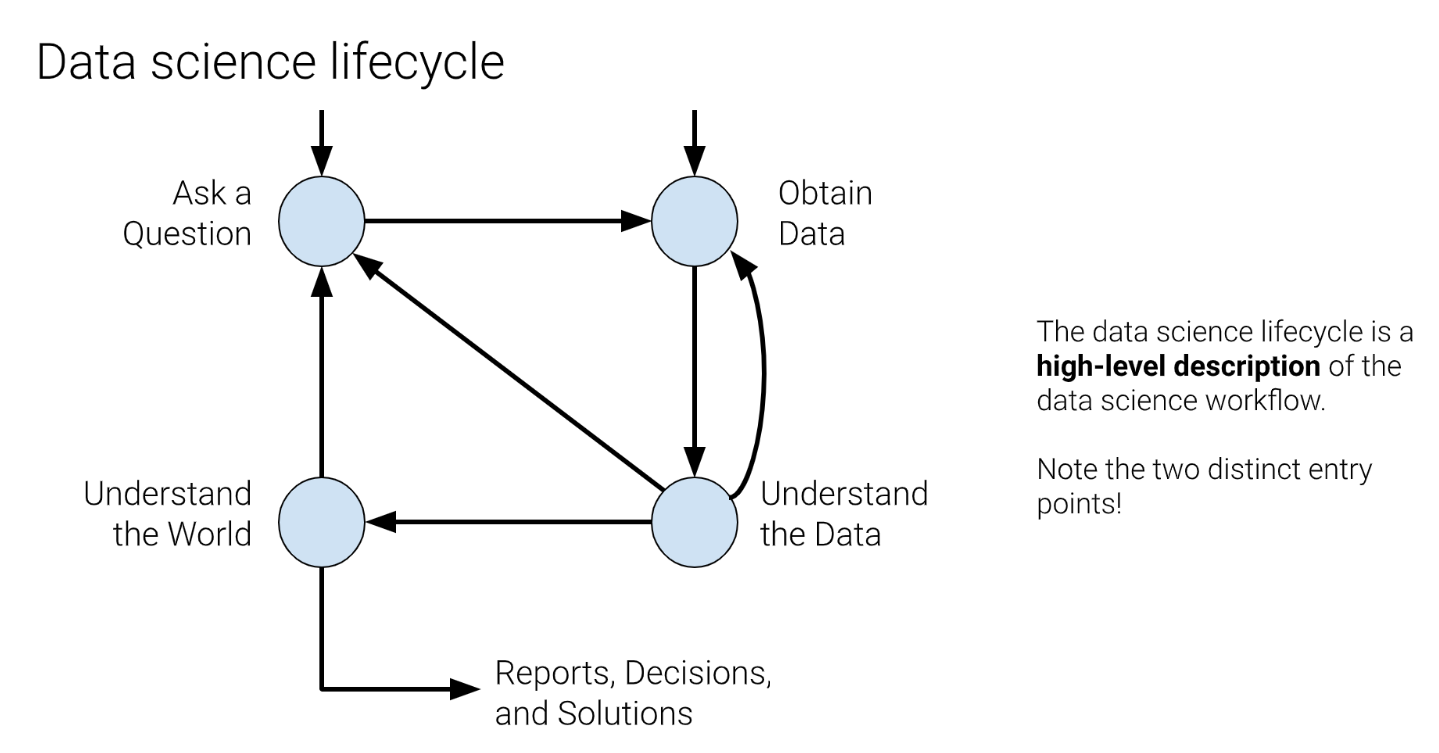 Data science lifecycle
Ask a
Question
Obtain
Data
The data science lifecycle is a
high-level description of the
data science workflow.
Note the two distinct entry
points!
Understand
the World
Understand
the Data
Reports, Decisions,
and Solutions